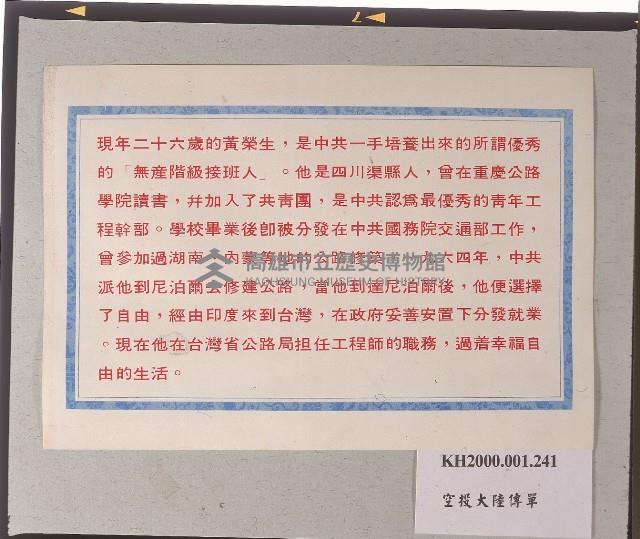 現年二十六歲的黃榮生，是中共一手培養出來的所謂優秀
的「無產階級接班人」。他是四川渠縣人，曾在重慶公路
學院讀書，幷加入了共靑團，是中共認爲最優秀的靑年工
程幹部。學校畢業後卽被分發在中共國務院交通部工作，
曾參加過湖南、內蒙等地的公路修築。一九六四年，中共
派他到尼泊爾去修建公路，當他到達尼泊爾後，他便選擇
了自由，經由印度來到台灣，在政府妥善安置下分發就業
。現在他在台灣省公路局担任工程師的職務，過着幸福自
由的生活。
高雄市立歷史博物館
KAOHSIUNG MUSEUM OF HISTORY
KH2000.001.241
空投大陸傳單
7